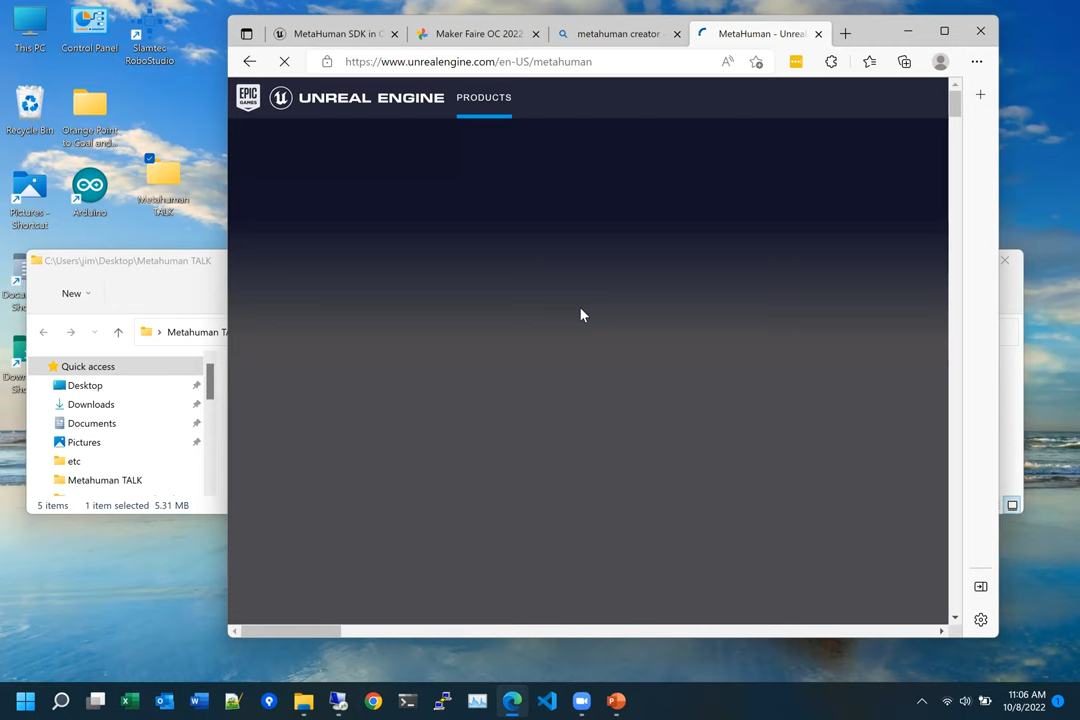 This PC
Control Panel
Slamtec
RoboStudio
Recycle Bin
Orange Point
to Goal and...
Pictures -
Shortcut
Arduino
Metahuman
TALK
MetaHuman SDK in C
Maker Faire OC 2022
metahuman creator -
MetaHuman - Unreal
https://www.unrealengine.com/en-US/metahuman
EPIC
GAMES
UNREAL ENGINE
PRODUCTS
C:\Users\jim\Desktop\Metahuman TALK
New
Metahuman TA
Quick access
Desktop
Downloads
Documents
Pictures
etc
Metahuman TALK
5 items 1 item selected 5.31 MB
11:06 AM
10/8/2022
1